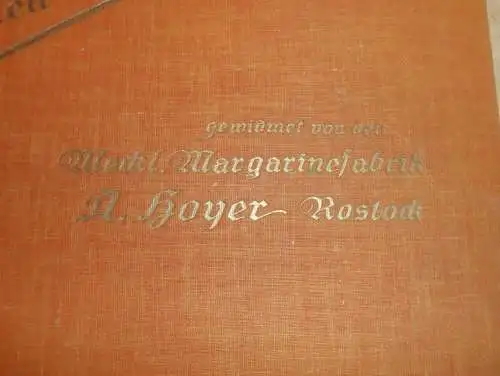 gewidmet von der
Meckl. Margarinefabrik
A. Hoyer Rostock